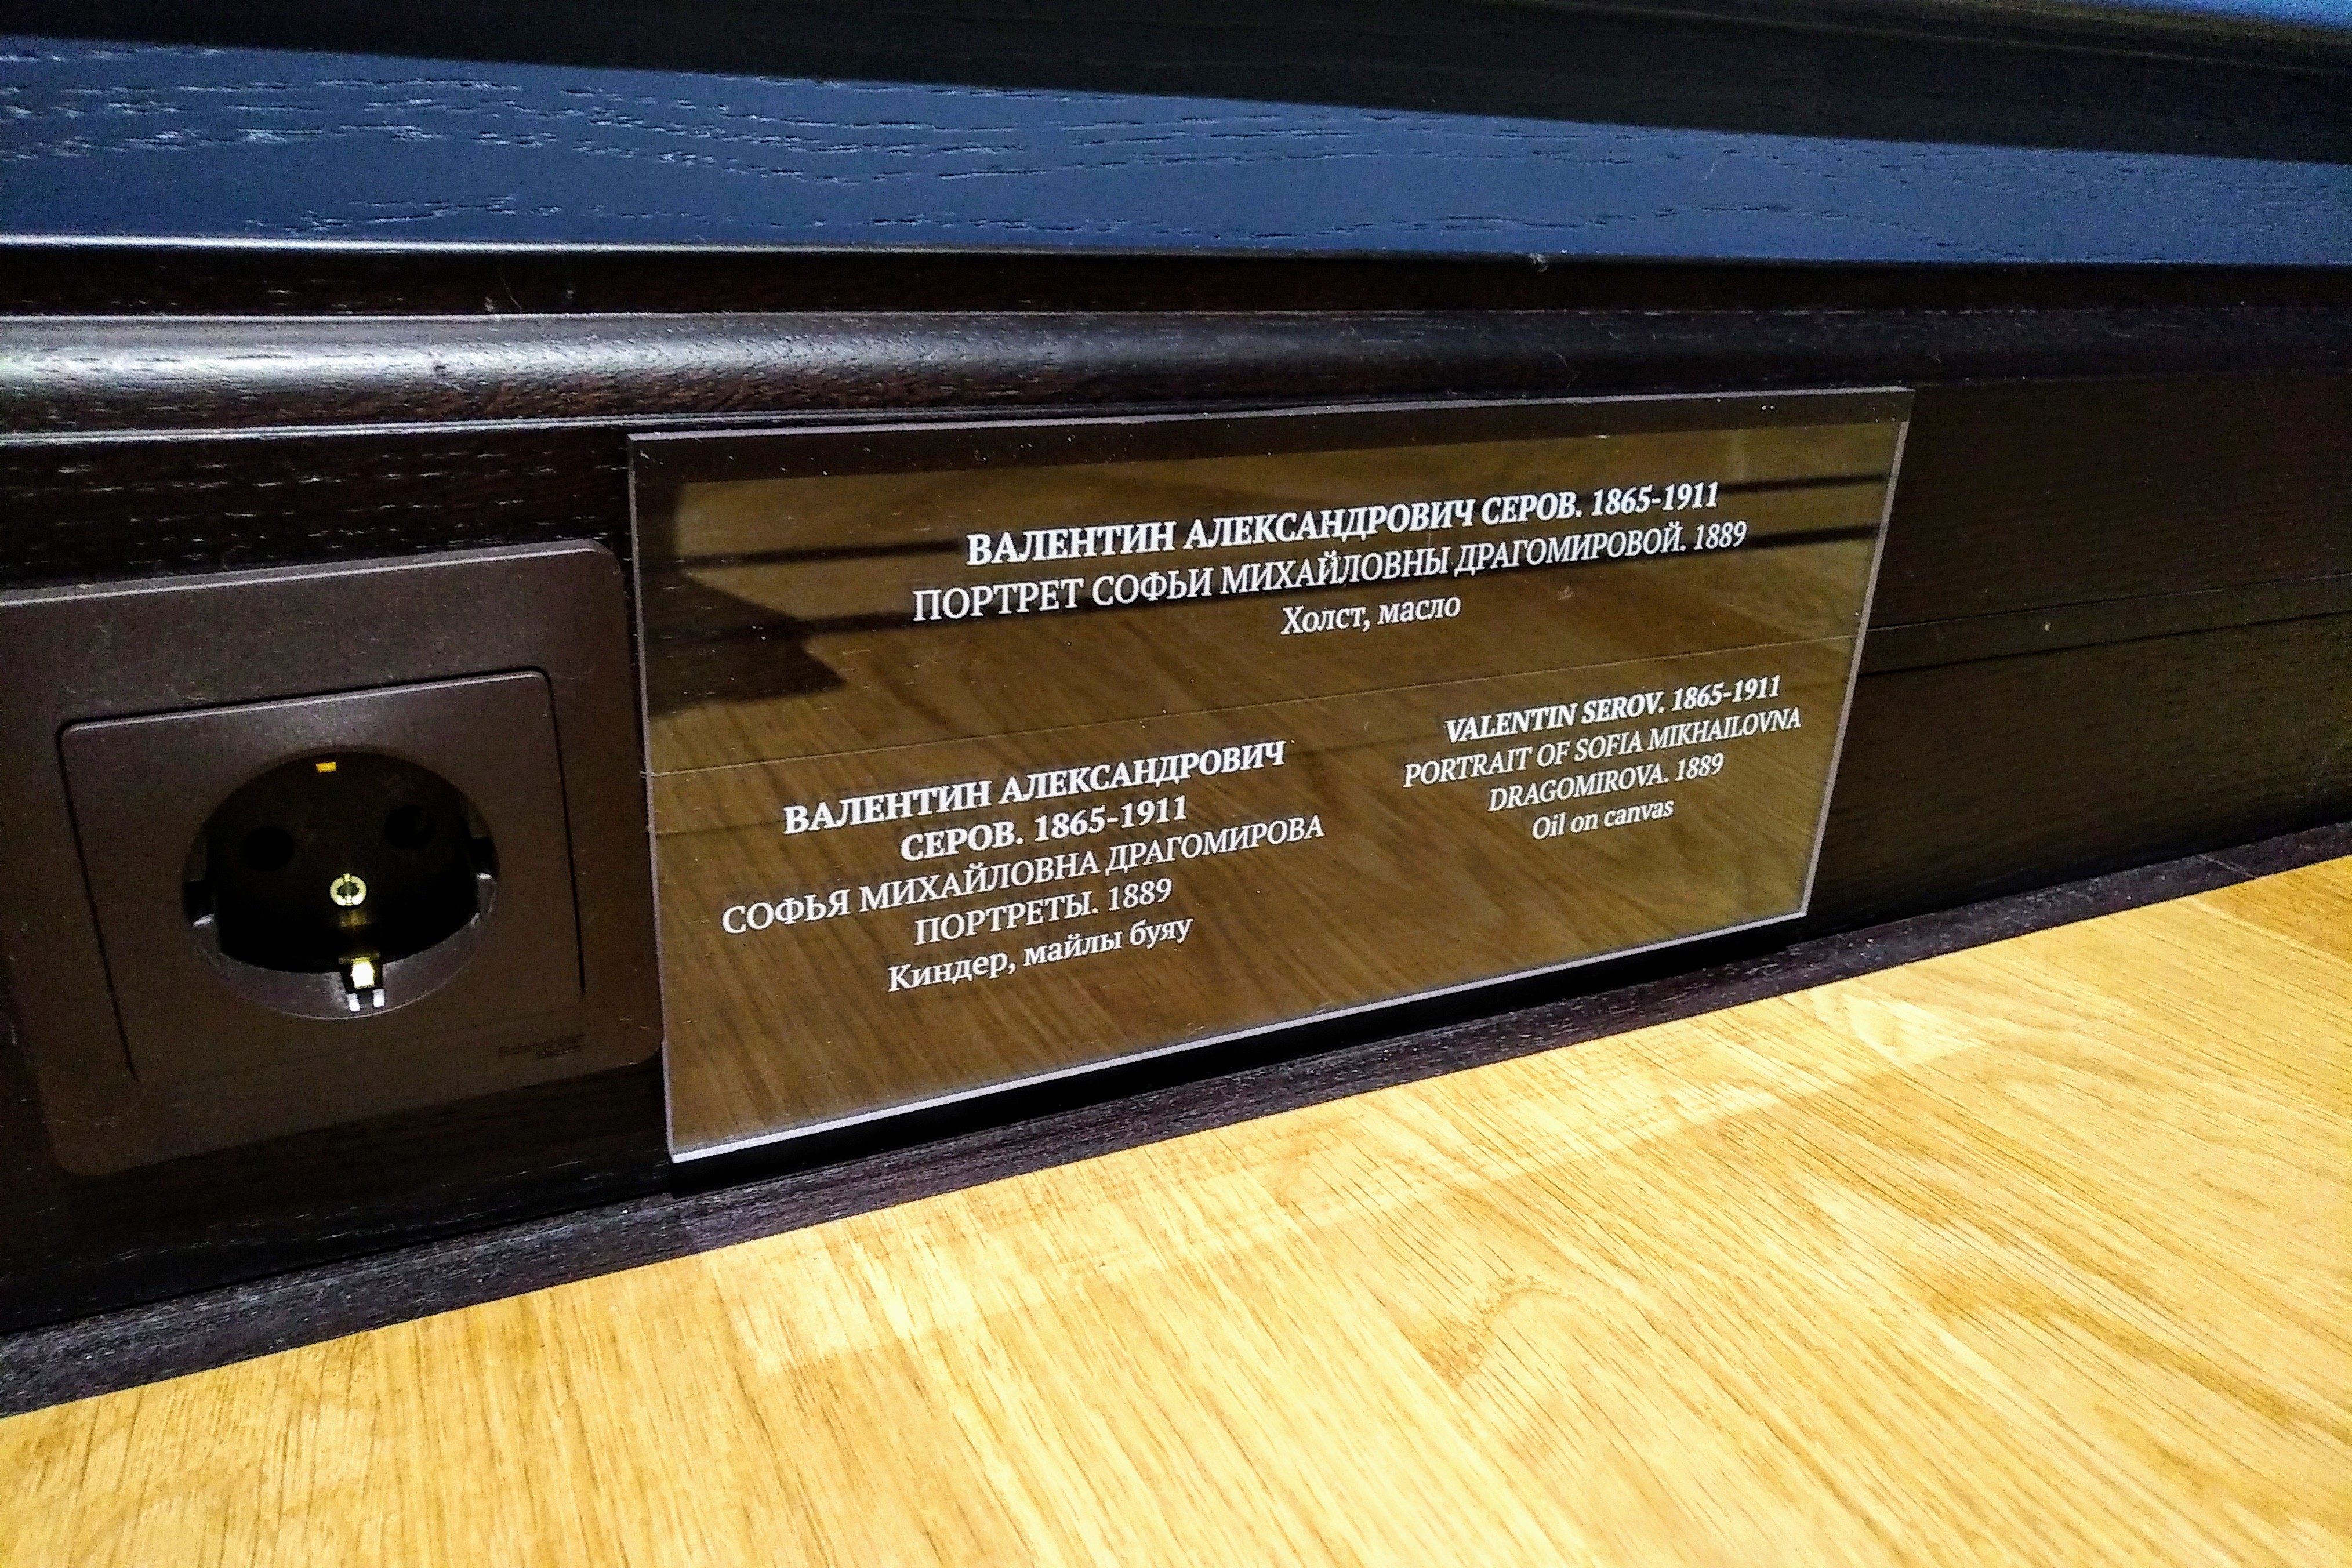 ВАЛЕНТИН АЛЕКСАНДРОВИЧ СЕРОВ. 1865-1911
ПОРТРЕТ СОФЬИ МИХАЙЛОВНЫ ДРАГОМИРОВОЙ. 1889
Холст, масло
ВАЛЕНТИН АЛЕКСАНДРОВИЧ
СЕРОВ. 1865-1911
СОФЬЯ МИХАЙЛОВНА ДРАГОМИРОВА
ПОРТРЕТЫ. 1889
Киндер, майлы буяу
VALENTIN SEROV. 1865-1911
PORTRAIT OF SOFIA MIKHAILOVNA
DRAGOMIROVA. 1889
Oil on canvas
Schneider
Electric